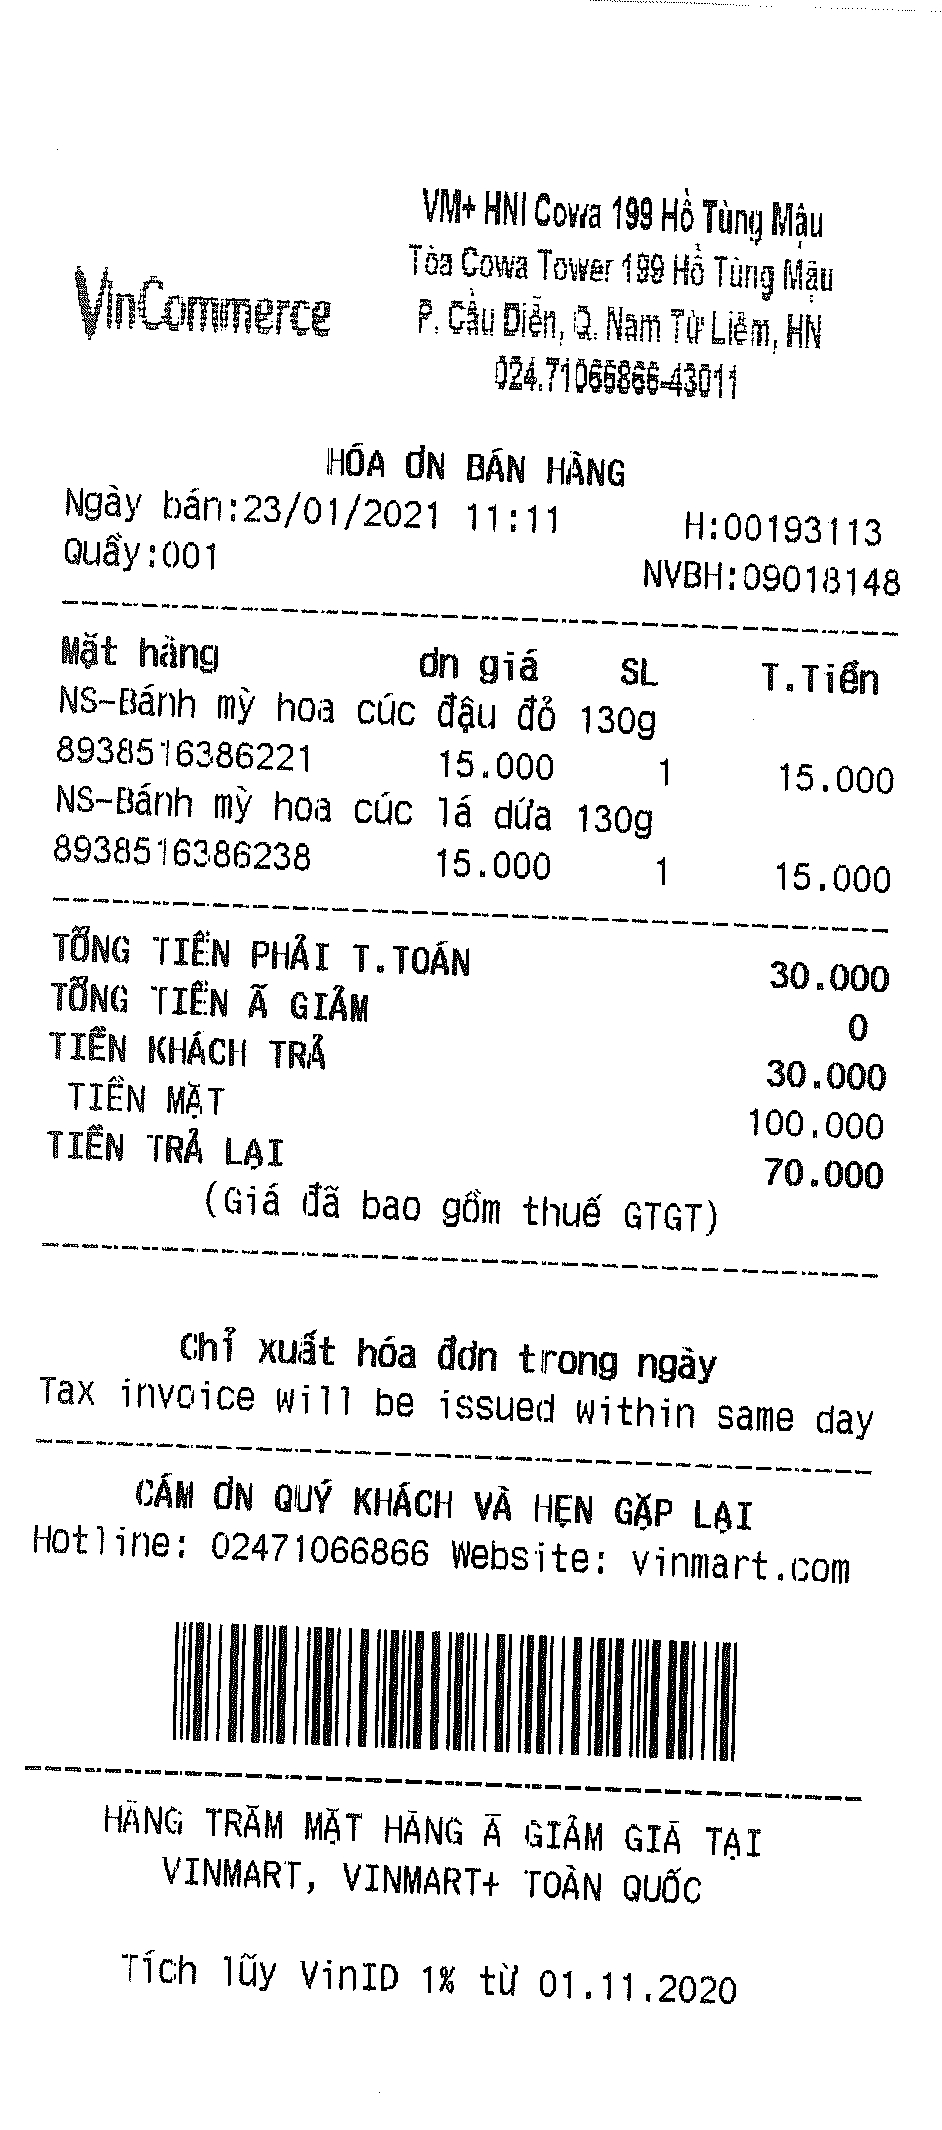 VinCommerce
VM+ HNI Cowa 199 Hồ Tùng Mậu
Tòa Cowa Tower 199 Hồ Tùng Mậu
P. Cầu Diễn, Q. Nam Từ Liêm, HN
024.71066866-43011
HÓA ƠN BÁN HÀNG
Ngày bán:23/01/2021 11:11 H:00193113
Quầy:001 NVBH:09018148
Mặt hàng ơn giá SL T.Tiền
NS-Bánh mỳ hoa cúc đậu đỏ 130g
8938516386221 15.000 1 15.000
NS-Bánh mỳ hoa cúc lá dứa 130g
8938516386238 15.000 1 15.000
TỔNG TIỀN PHẢI T.TOÁN 30.000
TỔNG TIỀN Ã GIẢM 0
TIỀN KHÁCH TRẢ 30.000
TIỀN MẶT 100.000
TIỀN TRẢ LẠI 70.000
(Giá đã bao gồm thuế GTGT)
Chỉ xuất hóa đơn trong ngày
Tax invoice will be issued within same day
CẢM ƠN QUÝ KHÁCH VÀ HẸN GẶP LẠI
Hotline: 02471066866 Website: vinmart.com
HÀNG TRĂM MẶT HÀNG Ã GIẢM GIÁ TẠI
VINMART, VINMART+ TOÀN QUỐC
Tích lũy VinID 1% từ 01.11.2020